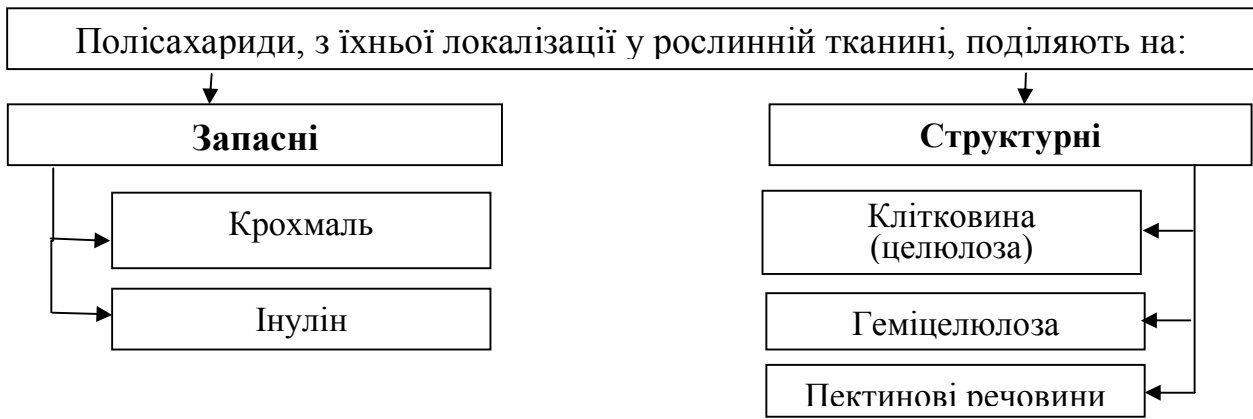 Полісахариди, з їхньої локалізації у рослинній тканині, поділяють на:
Запасні
Структурні
Крохмаль
Інулін
Клітковина
(целюлоза)
Геміцелюлоза
Пектинові речовини